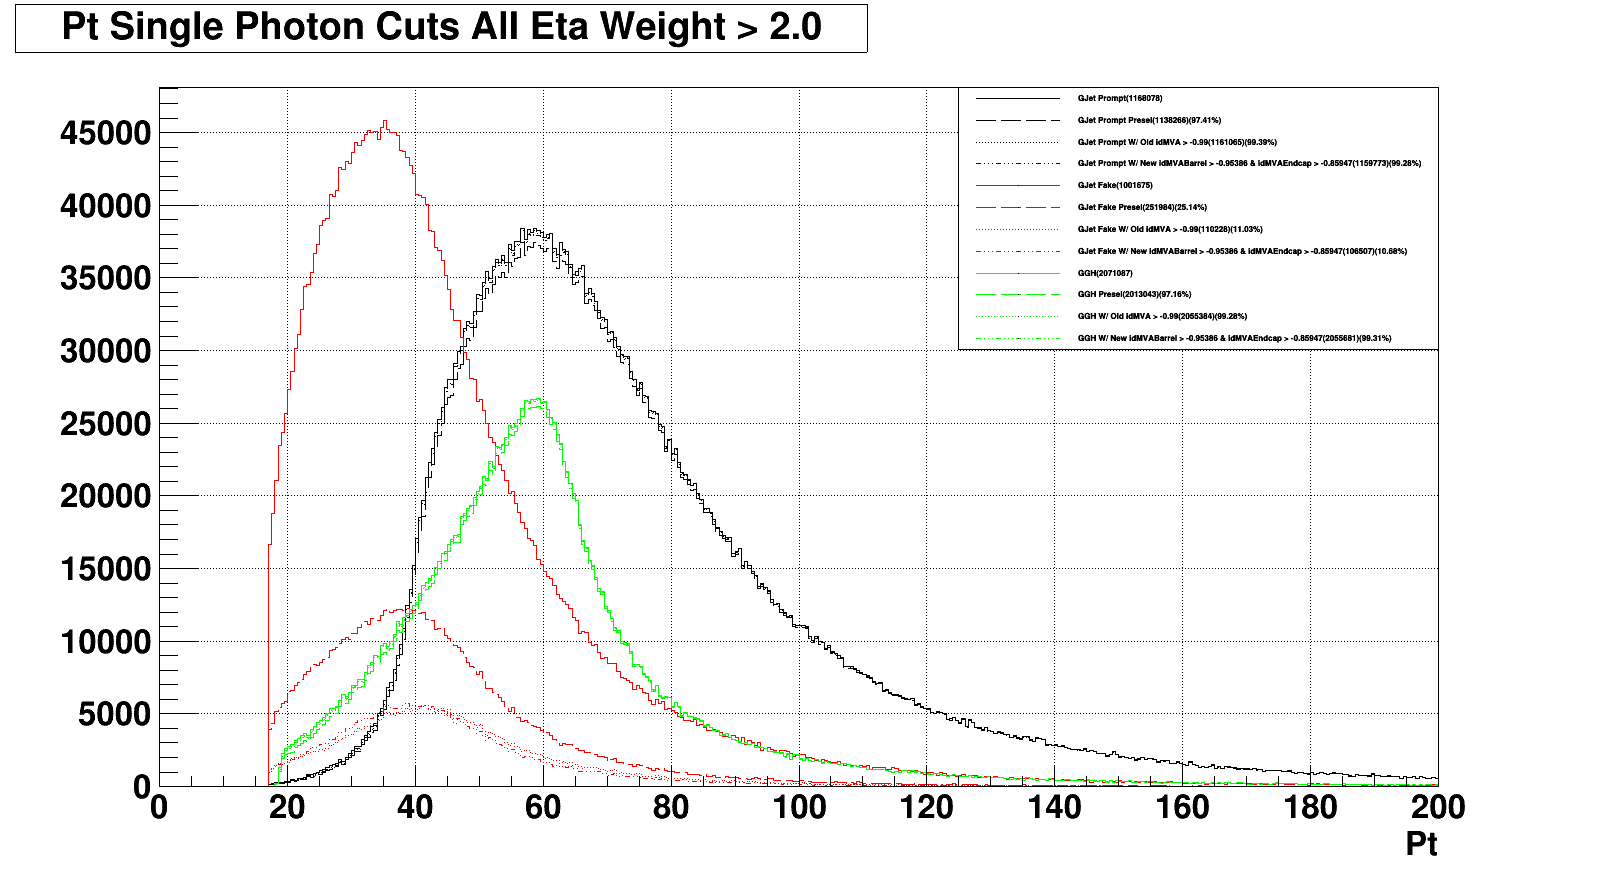 Pt Single Photon Cuts All Eta Weight > 2.0
GJet Prompt(1168078)
GJet Prompt Presel(1138266)(97.41%)
GJet Prompt W/ Old idMVA > -0.99(1161065)(99.39%)
GJet Prompt W/ New idMVABarrel > -0.95386 & idMVAEndcap > -0.85947(1159773)(99.28%)
GJet Fake(1001675)
GJet Fake Presel(251984)(25.14%)
GJet Fake W/ Old idMVA > -0.99(110228)(11.03%)
GJet Fake W/ New idMVABarrel > -0.95386 & idMVAEndcap > -0.85947(106507)(10.68%)
GGH(2071087)
GGH Presel(2013043)(97.16%)
GGH W/ Old idMVA > -0.99(2055384)(99.28%)
GGH W/ New idMVABarrel > -0.95386 & idMVAEndcap > -0.85947(2055681)(99.31%)
45000
40000
35000
30000
25000
20000
15000
10000
5000
0
0 20 40 60 80 100 120 140 160 180 200
Pt